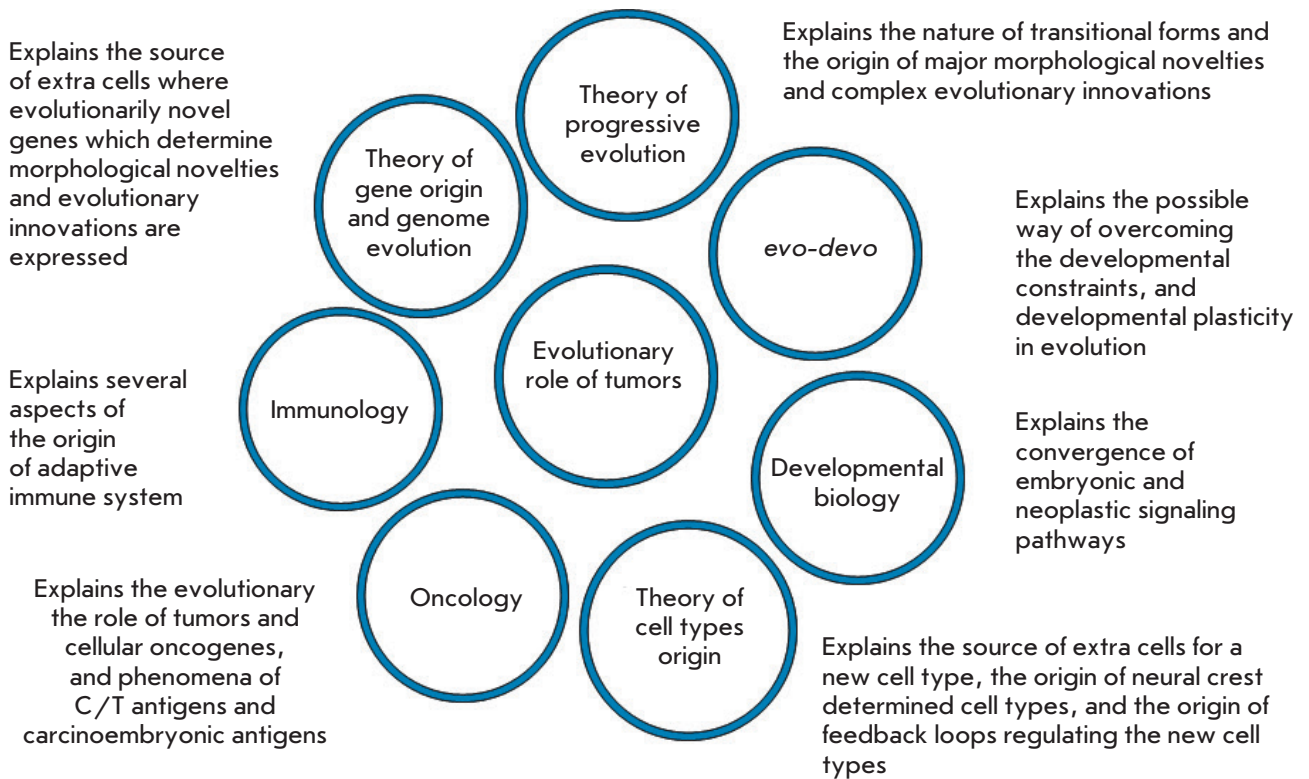 Explains the source
of extra cells where
evolutionarily novel
genes which determine
morphological novelties
and evolutionary
innovations are
expressed
Theory of
gene origin
and genome
evolution
Theory of
progressive
evolution
Explains the nature of transitional forms and
the origin of major morphological novelties
and complex evolutionary innovations
evo-devo
Explains the possible
way of overcoming
the developmental
constraints, and
developmental plasticity
in evolution
Evolutionary
role of tumors
Immunology
Explains several
aspects of
the origin
of adaptive
immune system
Developmental
biology
Explains the
convergence of
embryonic and
neoplastic signaling
pathways
Oncology
Explains the evolutionary
the role of tumors and
cellular oncogenes,
and phenomena of
C/T antigens and
carcinoembryonic antigens
Theory of
cell types
origin
Explains the source of extra cells for a
new cell type, the origin of neural crest
determined cell types, and the origin of
feedback loops regulating the new cell
types